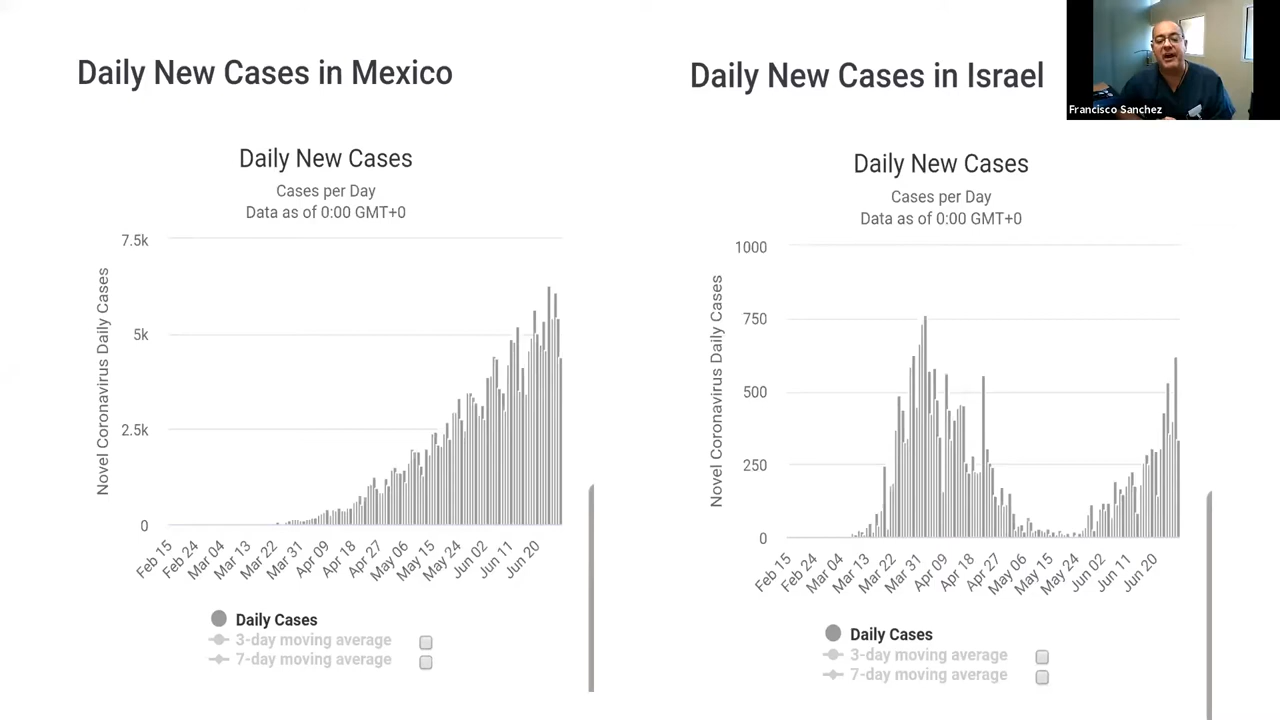 Daily New Cases in Mexico
Daily New Cases
Cases per Day
Data as of 0:00 GMT+0
Novel Coronavirus Daily Cases
7.5k
5k
2.5k
0
Feb 15
Feb 24
Mar 04
Mar 13
Mar 22
Mar 31
Apr 09
Apr 18
Apr 27
May 06
May 15
May 24
Jun 02
Jun 11
Jun 20
Daily Cases
3-day moving average
7-day moving average
Daily New Cases in Israel
Daily New Cases
Cases per Day
Data as of 0:00 GMT+0
Novel Coronavirus Daily Cases
1000
750
500
250
0
Feb 15
Feb 24
Mar 04
Mar 13
Mar 22
Mar 31
Apr 09
Apr 18
Apr 27
May 06
May 15
May 24
Jun 02
Jun 11
Jun 20
Daily Cases
3-day moving average
7-day moving average
Francisco Sanchez